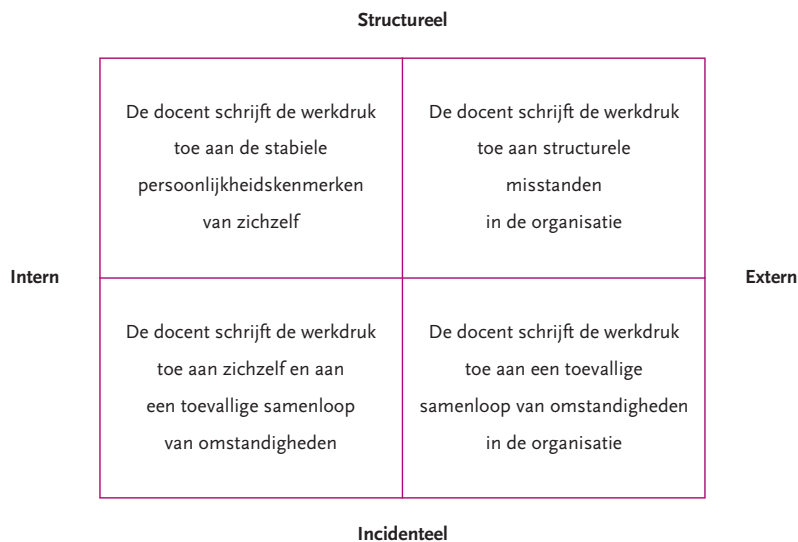 Structureel
De docent schrijft de werkdruk
toe aan de stabiele
persoonlijkheidskenmerken
van zichzelf
De docent schrijft de werkdruk
toe aan structurele
misstanden
in de organisatie
Intern
Extern
De docent schrijft de werkdruk
toe aan zichzelf en aan
een toevallige samenloop
van omstandigheden
De docent schrijft de werkdruk
toe aan een toevallige
samenloop van omstandigheden
in de organisatie
Incidenteel